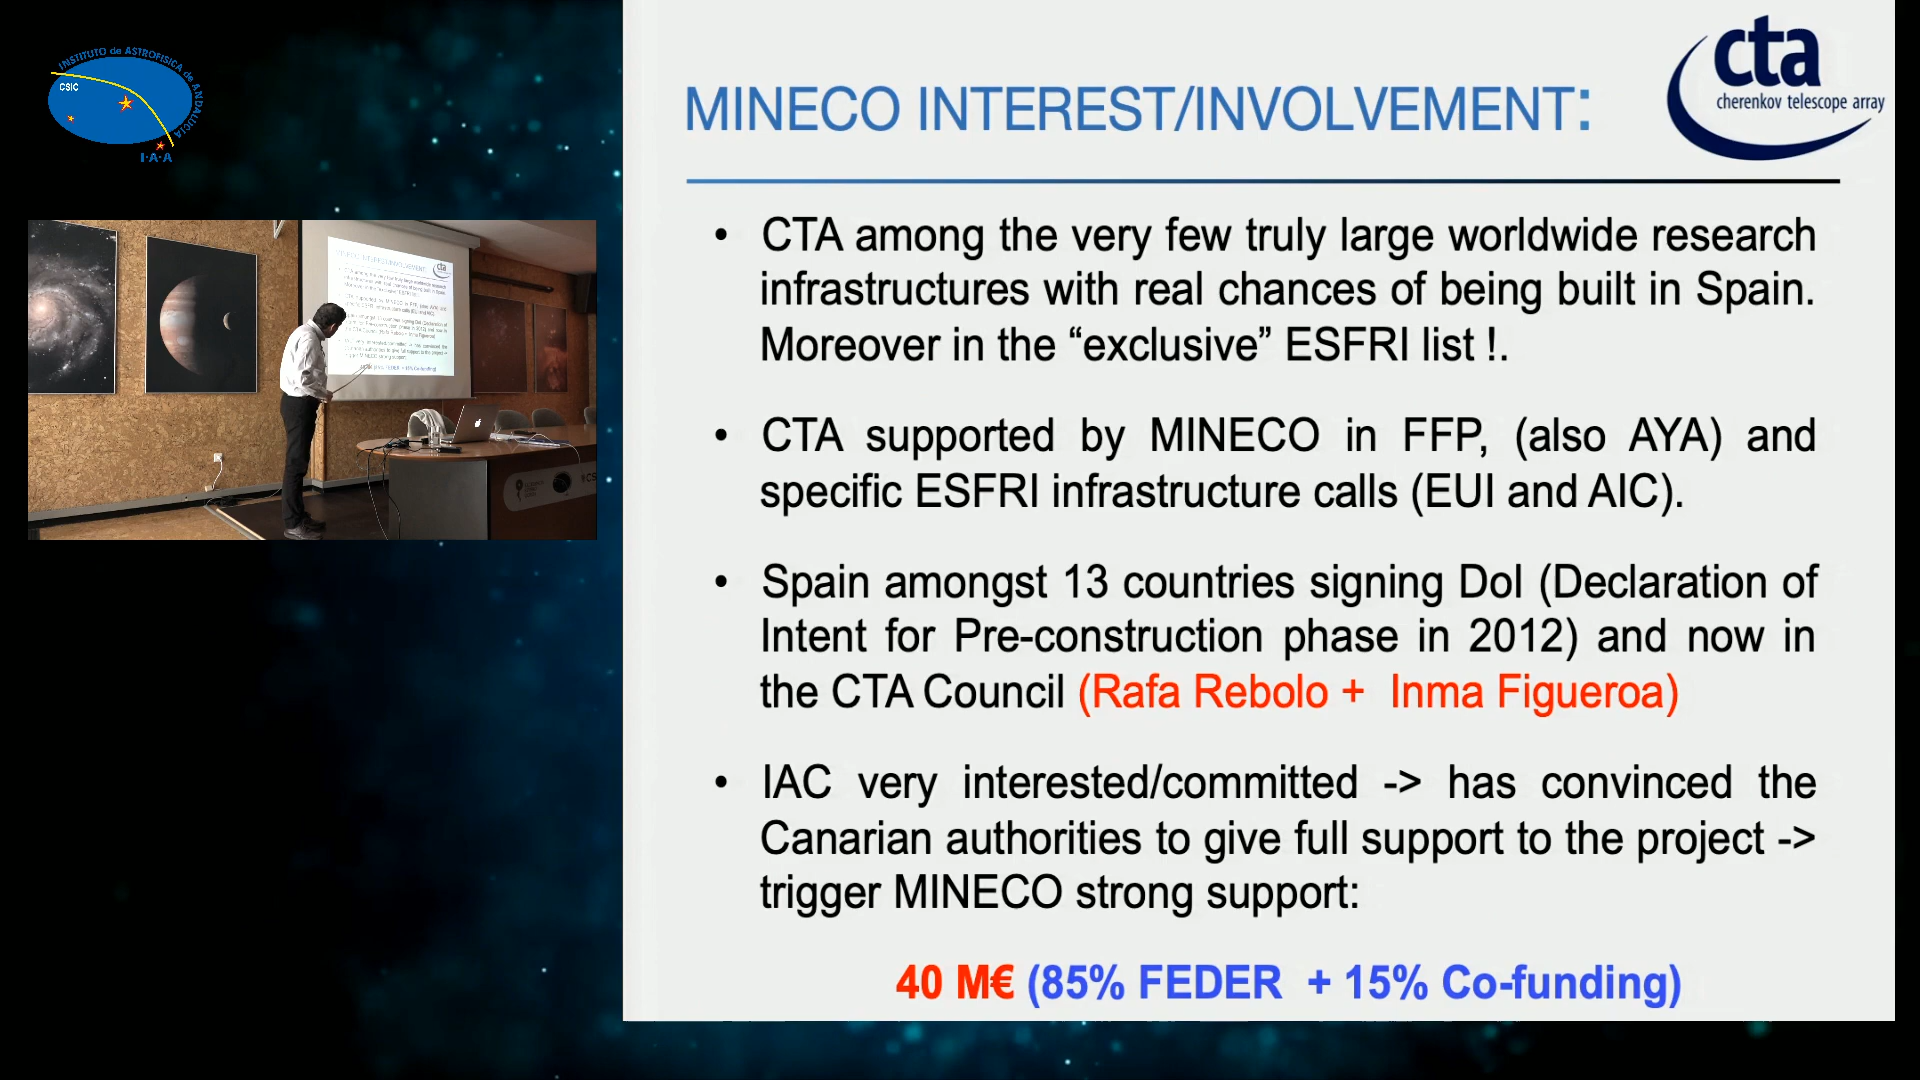 INSTITUTO de ASTROFISICA de ANDALUCIA
CSIC
I·A·A
cta
cherenkov telescope array
MINECO INTEREST/INVOLVEMENT:
• CTA among the very few truly large worldwide research
infrastructures with real chances of being built in Spain.
Moreover in the “exclusive” ESFRI list !.
• CTA supported by MINECO in FFP, (also AYA) and
specific ESFRI infrastructure calls (EUI and AIC).
• Spain amongst 13 countries signing DoI (Declaration of
Intent for Pre-construction phase in 2012) and now in
the CTA Council (Rafa Rebolo + Inma Figueroa)
• IAC very interested/committed -> has convinced the
Canarian authorities to give full support to the project ->
trigger MINECO strong support:
40 M€ (85% FEDER + 15% Co-funding)